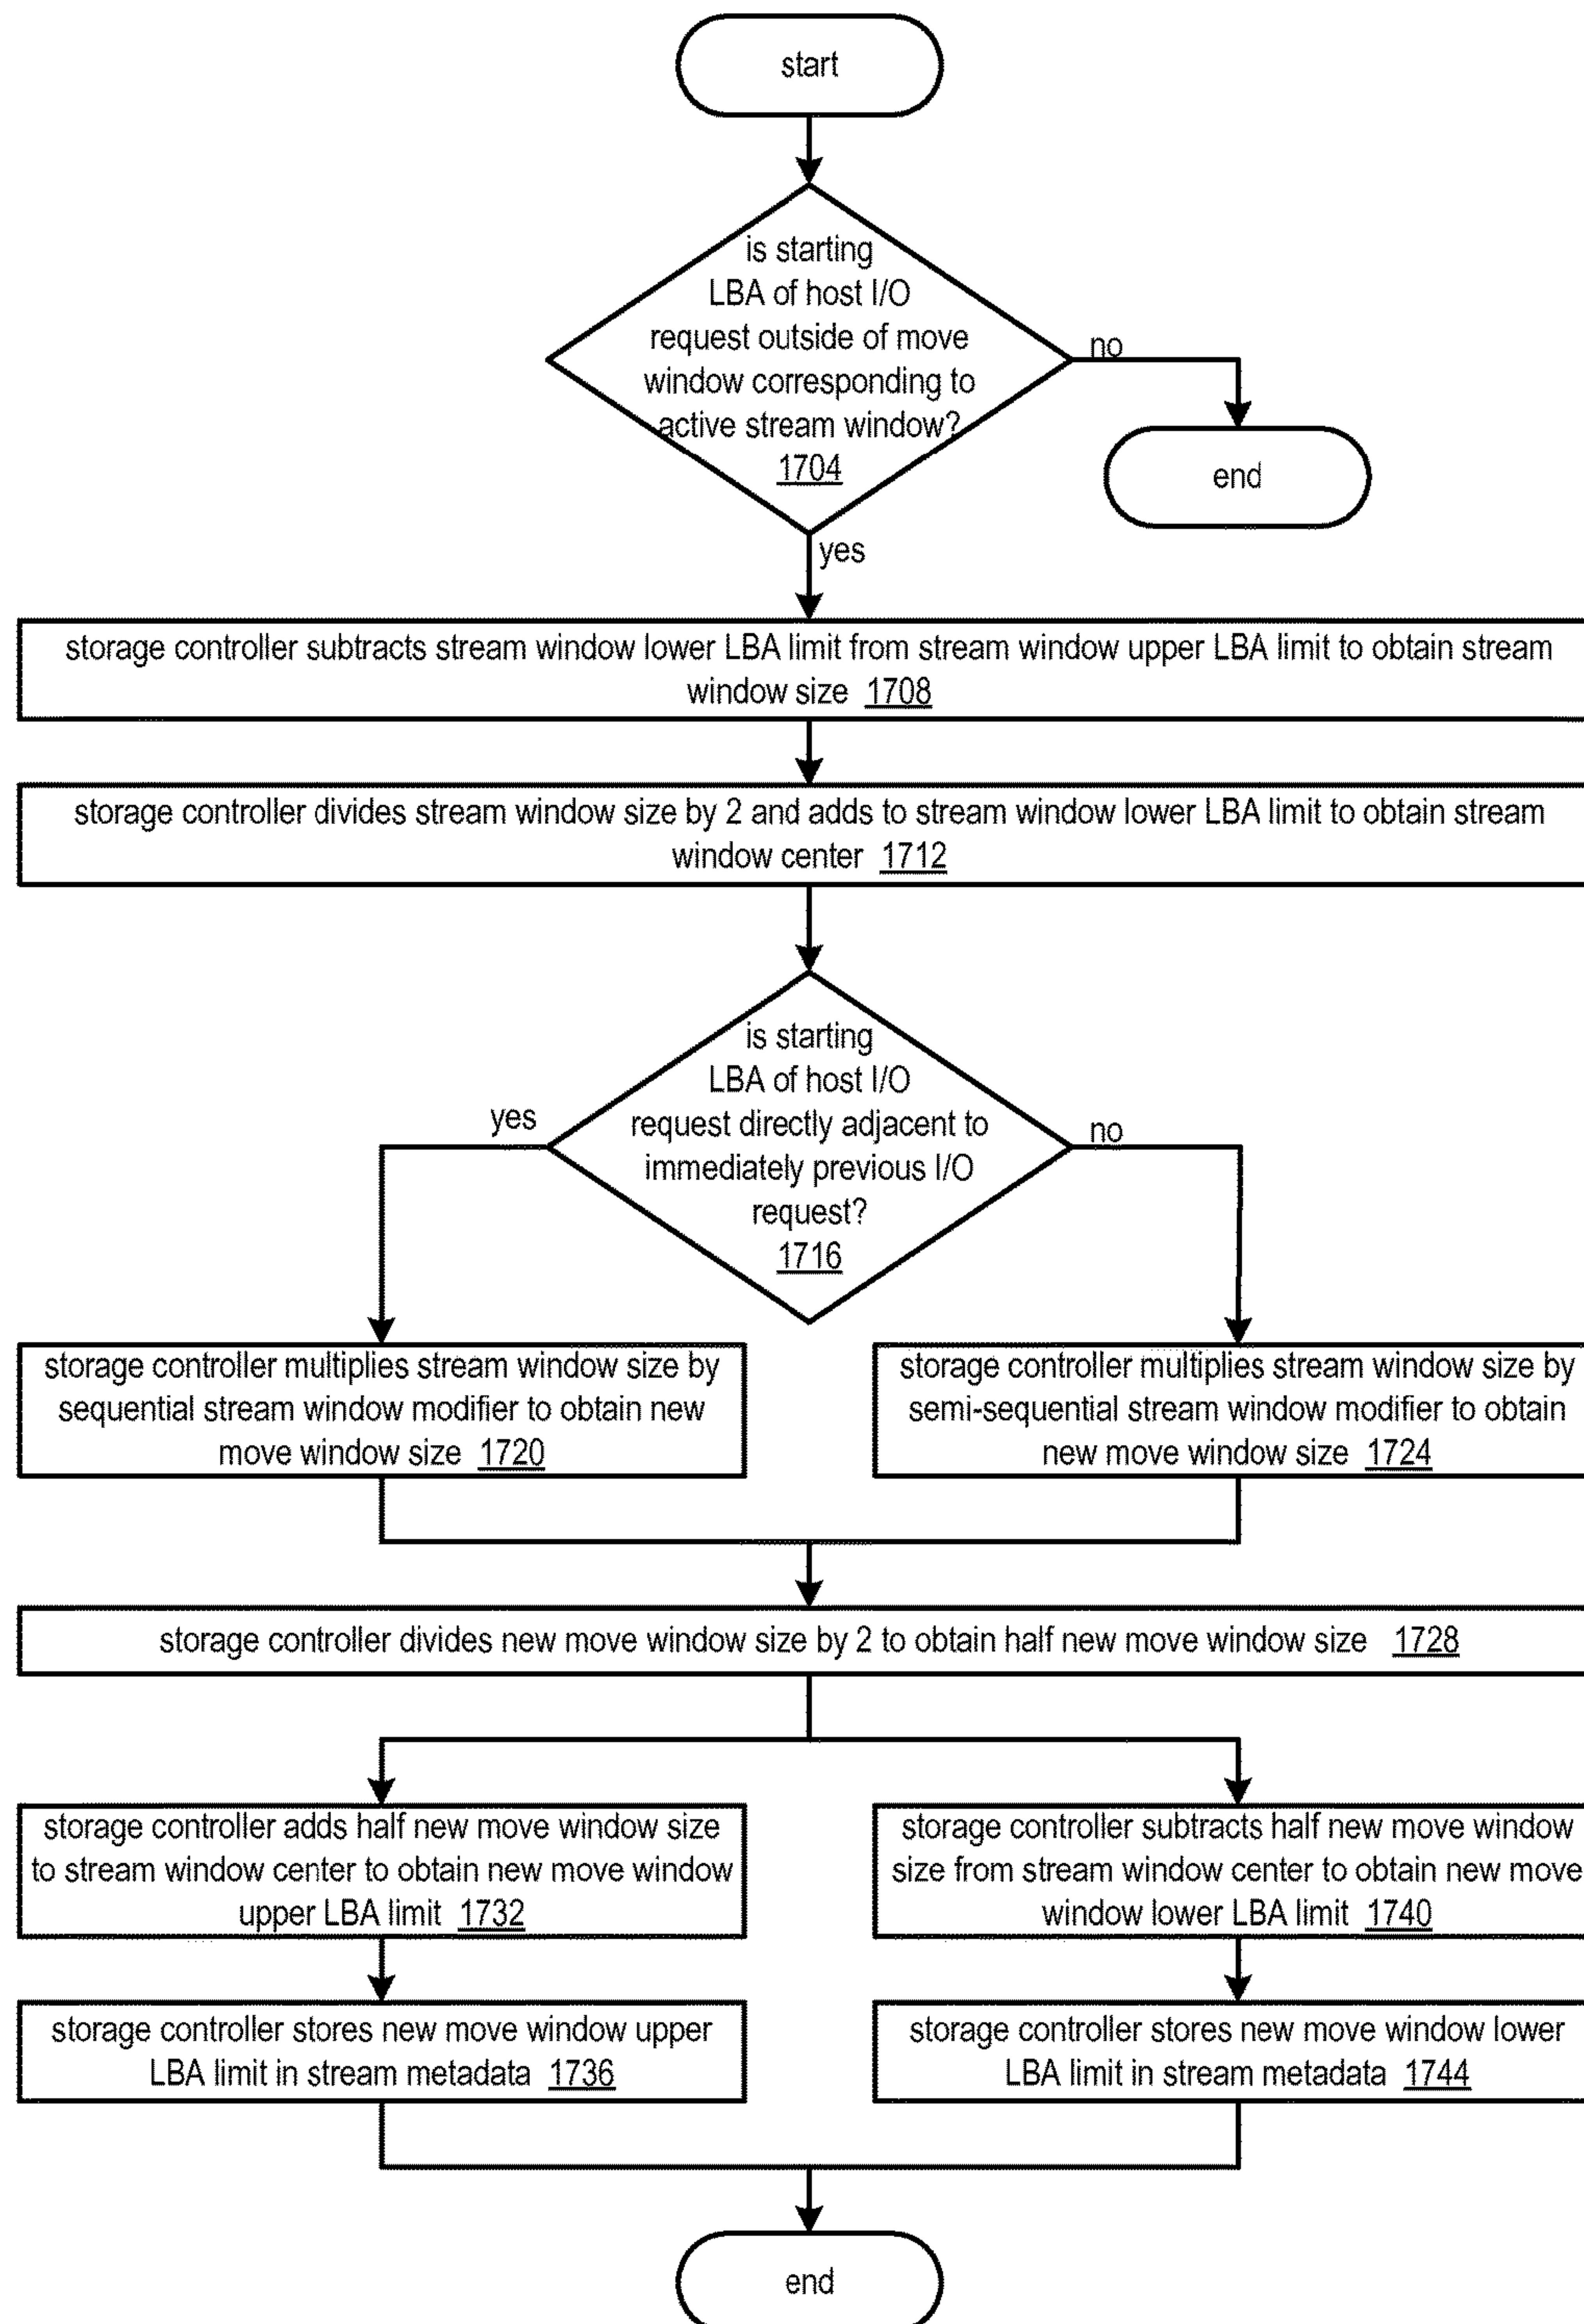 start
is starting
LBA of host I/O
request outside of move
window corresponding to
active stream window?
1704
no
end
yes
storage controller subtracts stream window lower LBA limit from stream window upper LBA limit to obtain stream
window size 1708
storage controller divides stream window size by 2 and adds to stream window lower LBA limit to obtain stream
window center 1712
is starting
LBA of host I/O
request directly adjacent to
immediately previous I/O
request?
1716
yes
no
storage controller multiplies stream window size by
sequential stream window modifier to obtain new
move window size 1720
storage controller multiplies stream window size by
semi-sequential stream window modifier to obtain
new move window size 1724
storage controller divides new move window size by 2 to obtain half new move window size 1728
storage controller adds half new move window size
to stream window center to obtain new move window
upper LBA limit 1732
storage controller subtracts half new move window
size from stream window center to obtain new move
window lower LBA limit 1740
storage controller stores new move window upper
LBA limit in stream metadata 1736
storage controller stores new move window lower
LBA limit in stream metadata 1744
end